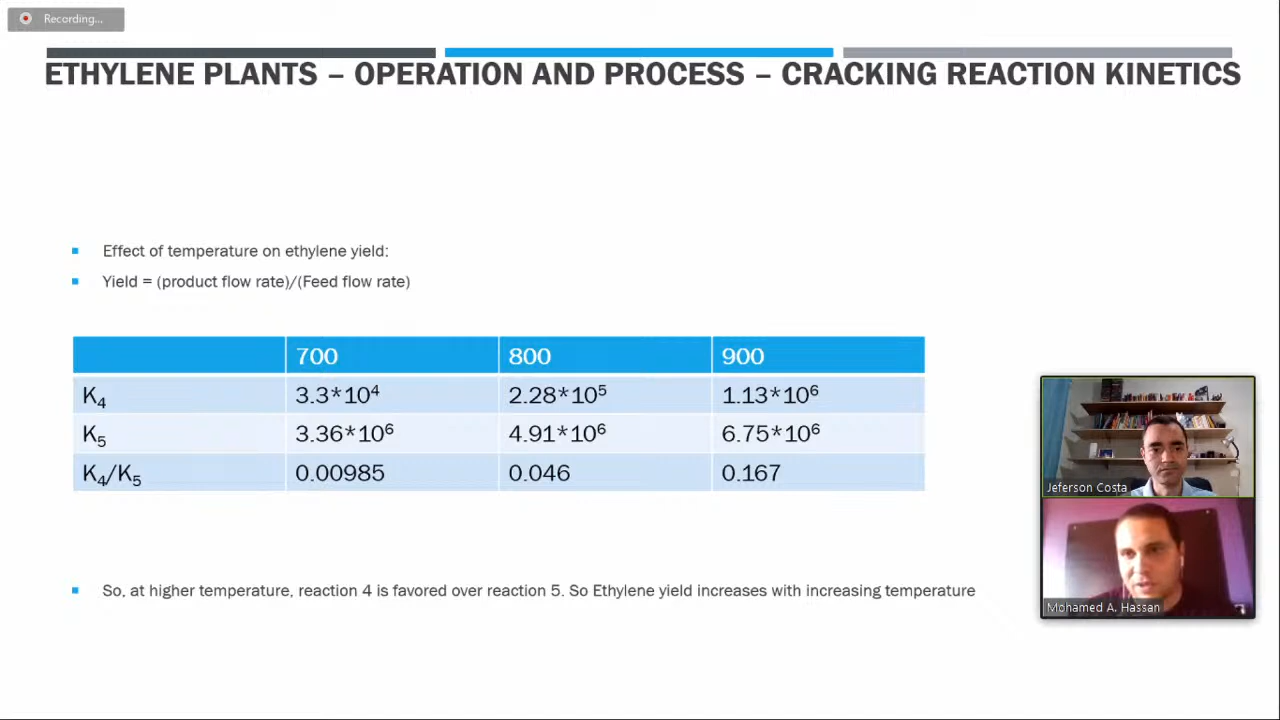 Recording...
ETHYLENE PLANTS – OPERATION AND PROCESS – CRACKING REACTION KINETICS
Effect of temperature on ethylene yield:
Yield = (product flow rate)/(Feed flow rate)
700 800 900
K₄ 3.3*10⁴ 2.28*10⁵ 1.13*10⁶
K₅ 3.36*10⁶ 4.91*10⁶ 6.75*10⁶
K₄/K₅ 0.00985 0.046 0.167
So, at higher temperature, reaction 4 is favored over reaction 5. So Ethylene yield increases with increasing temperature
Jeferson Costa
Mohamed A. Hassan